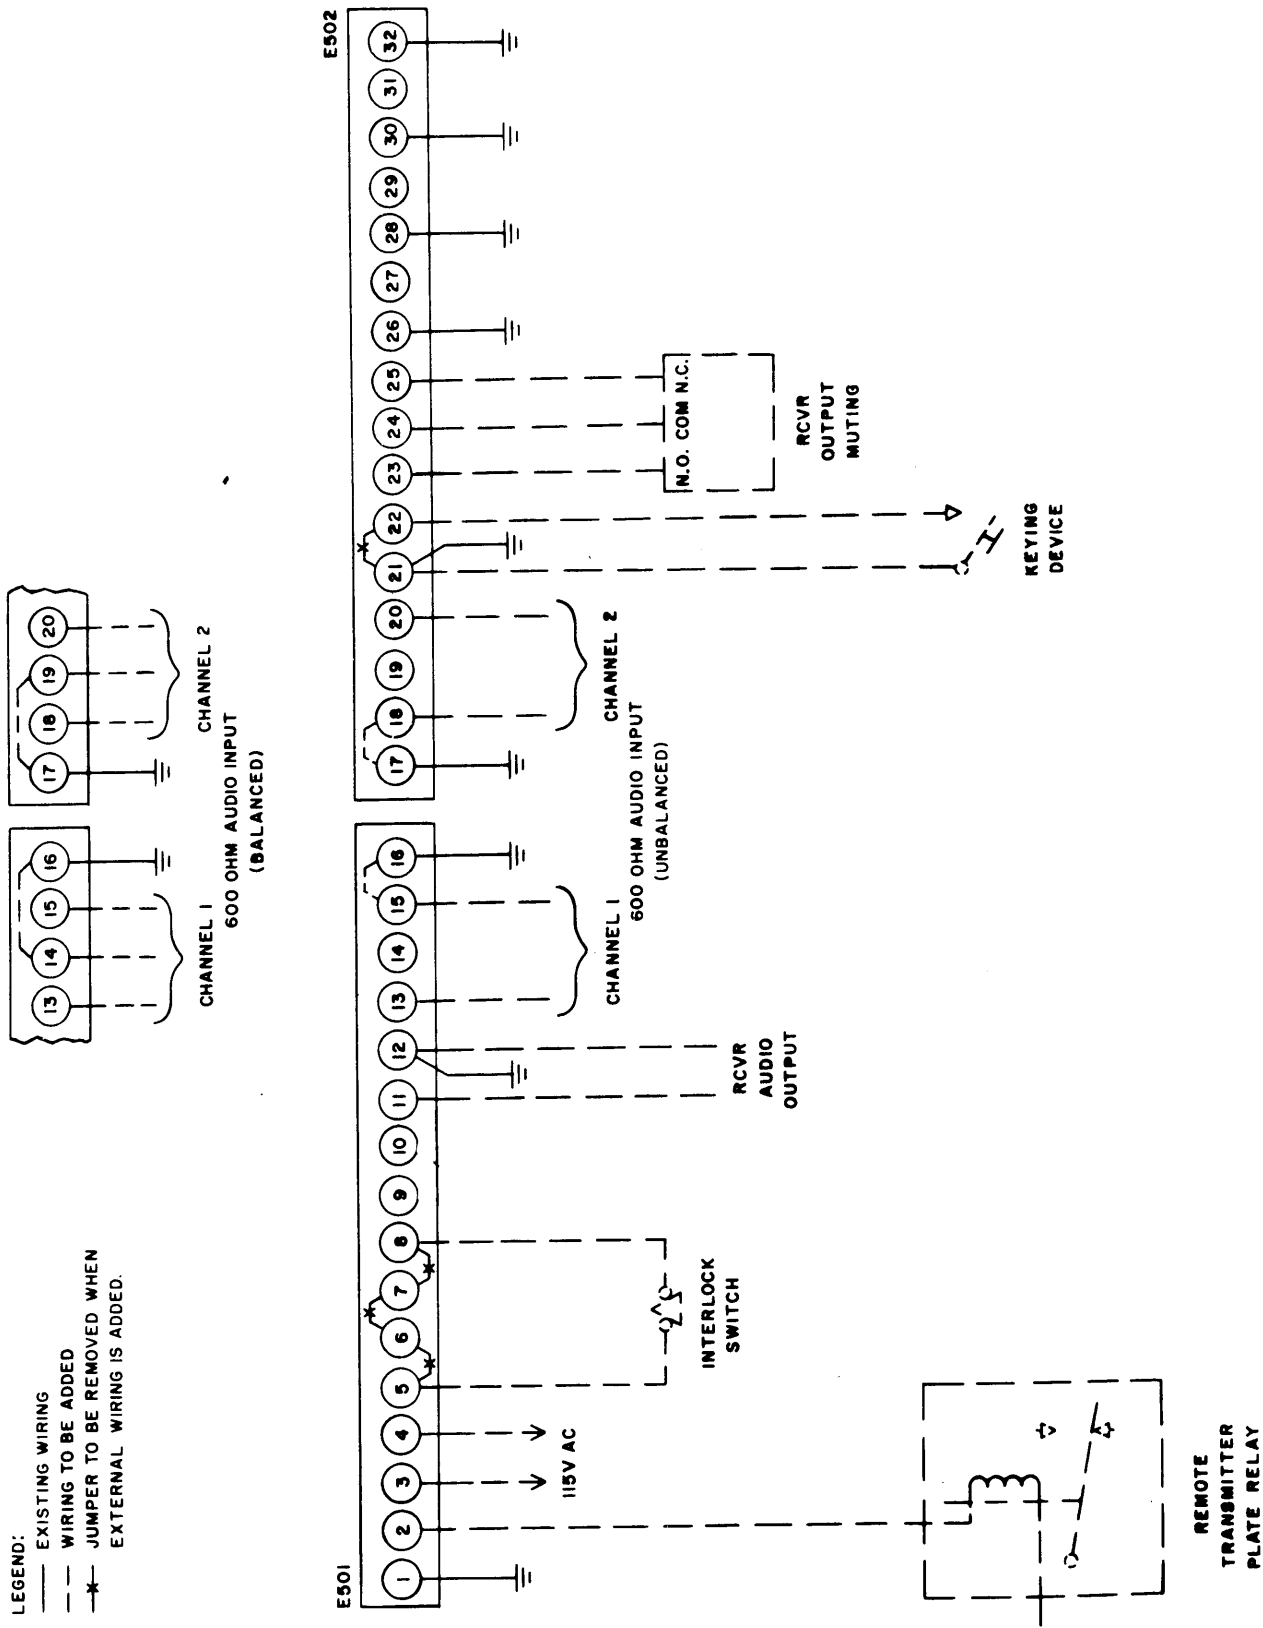 LEGEND:
EXISTING WIRING
WIRING TO BE ADDED
JUMPER TO BE REMOVED WHEN
EXTERNAL WIRING IS ADDED.
13 14 15 16
17 18 19 20
CHANNEL 1
CHANNEL 2
600 OHM AUDIO INPUT
(BALANCED)
E501
E502
1 2 3 4 5 6 7 8 9 10 11 12 13 14 15 16
17 18 19 20 21 22 23 24 25 26 27 28 29 30 31 32
115V AC
CHANNEL 1
CHANNEL 2
600 OHM AUDIO INPUT
(UNBALANCED)
N.O. COM N.C.
INTERLOCK
SWITCH
RCVR
AUDIO
OUTPUT
RCVR
OUTPUT
MUTING
KEYING
DEVICE
REMOTE
TRANSMITTER
PLATE RELAY